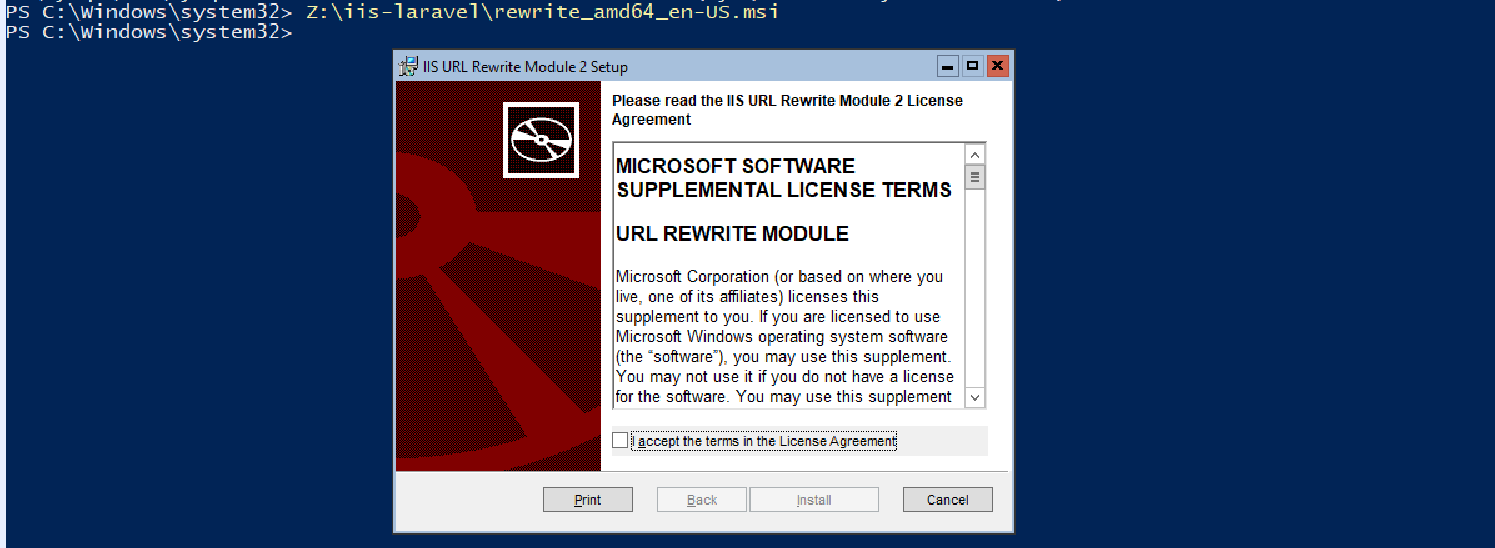 PS C:\Windows\system32> Z:\iis-laravel\rewrite_amd64_en-US.msi
PS C:\Windows\system32>
IIS URL Rewrite Module 2 Setup
Please read the IIS URL Rewrite Module 2 License
Agreement
MICROSOFT SOFTWARE
SUPPLEMENTAL LICENSE TERMS
URL REWRITE MODULE
Microsoft Corporation (or based on where you
live, one of its affiliates) licenses this
supplement to you. If you are licensed to use
Microsoft Windows operating system software
(the “software”), you may use this supplement.
You may not use it if you do not have a license
for the software. You may use this supplement
I accept the terms in the License Agreement
Print
Back
Install
Cancel